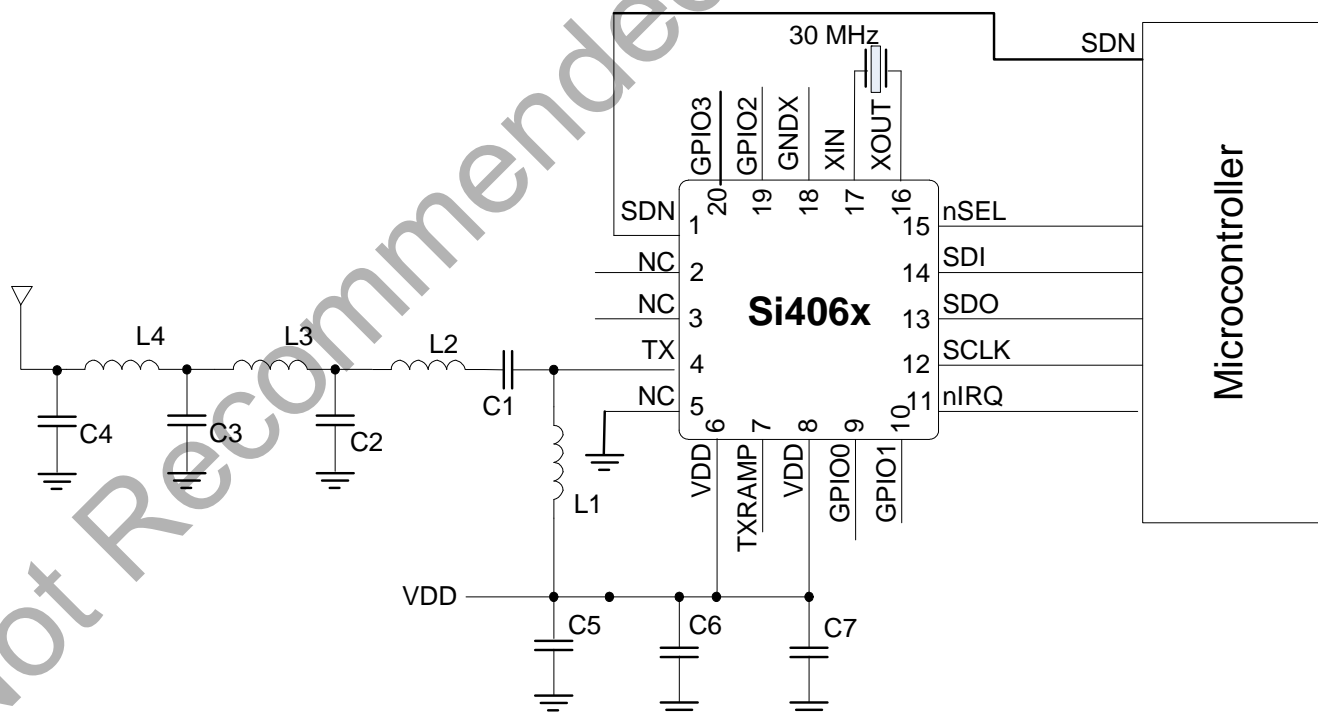 Not Recommended
30 MHz
SDN
Microcontroller
GPIO3
GPIO2
GNDX
XIN
XOUT
20
19
18
17
16
SDN
1
NC
2
NC
3
TX
4
NC
5
Si406x
15
nSEL
14
SDI
13
SDO
12
SCLK
11
nIRQ
6
7
8
9
10
VDD
TXRAMP
VDD
GPIO0
GPIO1
L4
L3
L2
C1
C4
C3
C2
L1
VDD
C5
C6
C7